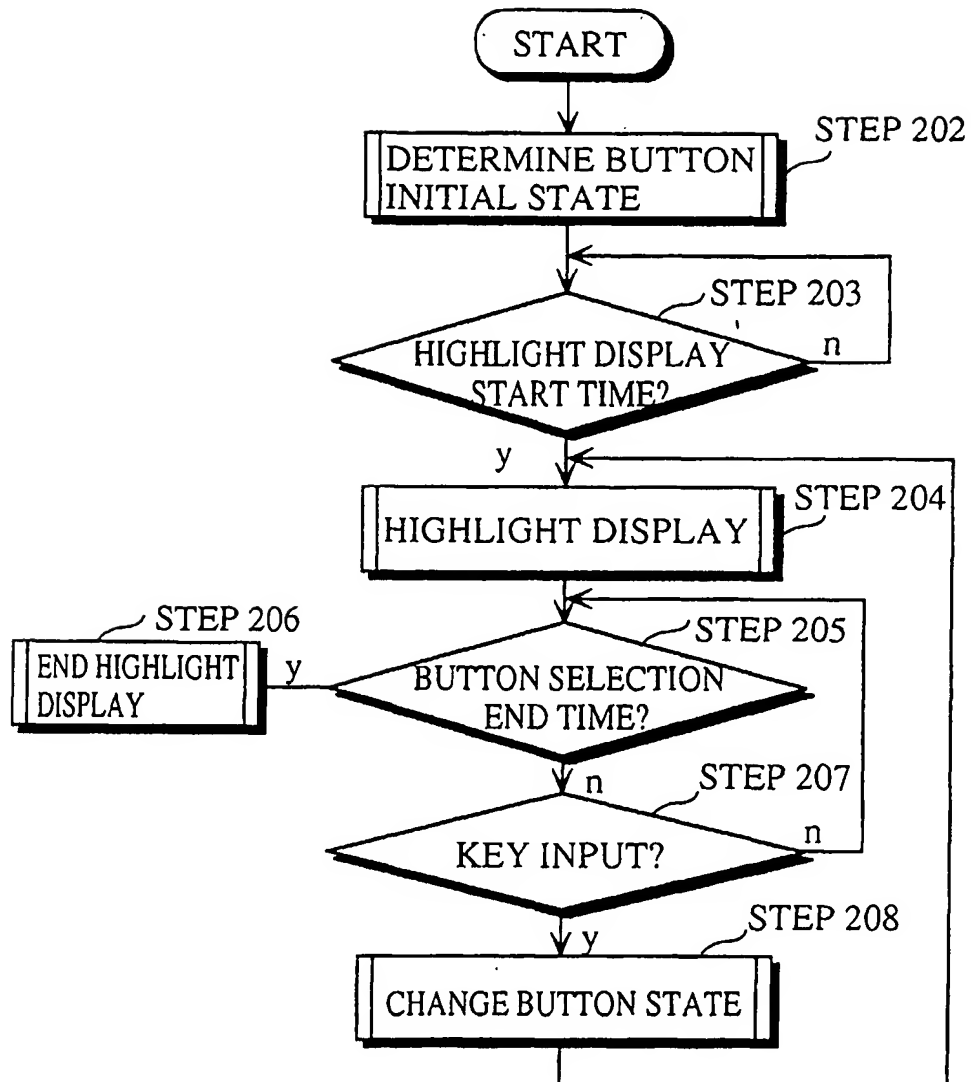 START
STEP 202
DETERMINE BUTTON
INITIAL STATE
STEP 203
HIGHLIGHT DISPLAY
START TIME?
n
y
STEP 204
HIGHLIGHT DISPLAY
STEP 206
END HIGHLIGHT
DISPLAY
y
STEP 205
BUTTON SELECTION
END TIME?
n
STEP 207
KEY INPUT?
n
y
STEP 208
CHANGE BUTTON STATE